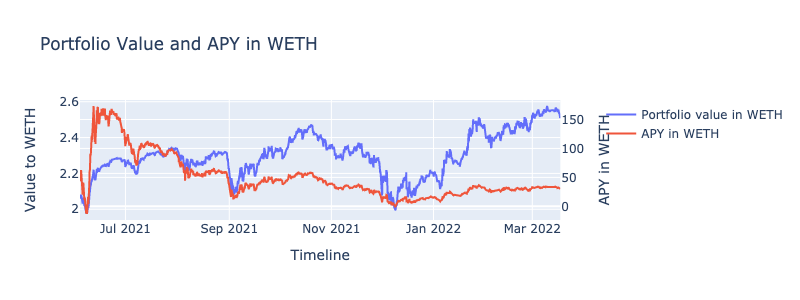 Portfolio Value and APY in WETH
Value to WETH
2.6
2.4
2.2
2
150
100
50
0
APY in WETH
Portfolio value in WETH
APY in WETH
Jul 2021
Sep 2021
Nov 2021
Jan 2022
Mar 2022
Timeline